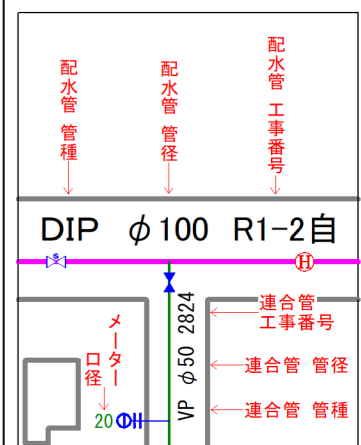 配水管 管種
配水管 管径
配水管 工事番号
DIP φ100 R1-2自
S
H
メーター
口径
20
VP φ50 2824
連合管
工事番号
連合管 管径
連合管 管種